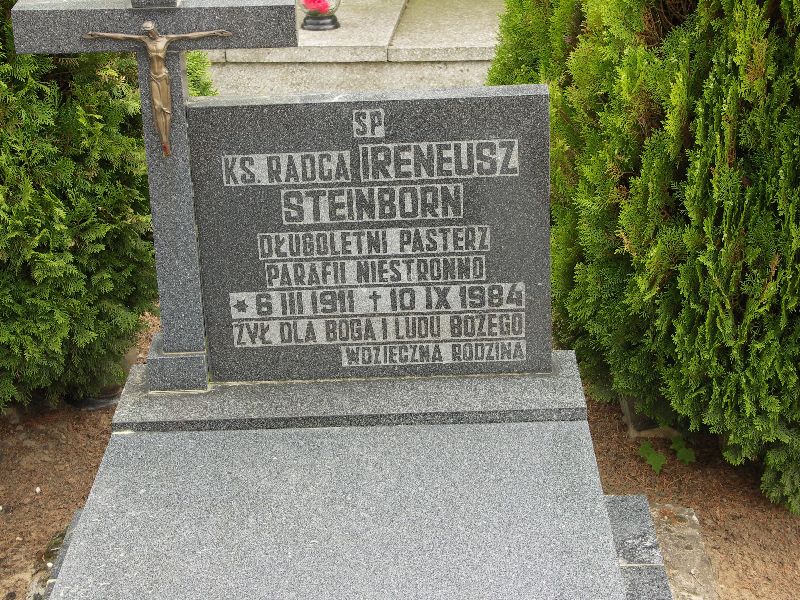 SP
KS. RADCA IRENEUSZ
STEINBORN
DŁUGOLETNI PASTERZ
PARAFII NIESTRONNO
* 6 III 1911 † 10 IX 1984
ŻYŁ DLA BOGA I LUDU BOŻEGO
WDZIĘCZNA RODZINA